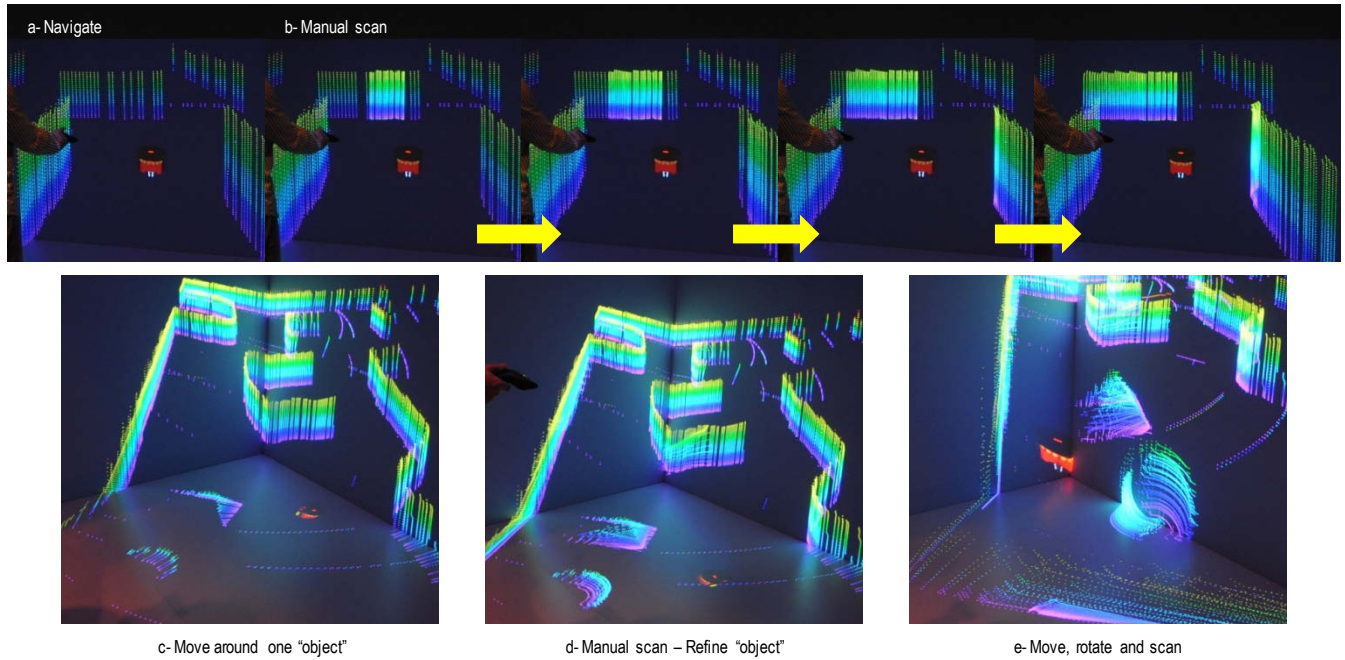 a- Navigate
b- Manual scan
c- Move around one “object”
d- Manual scan – Refine “object”
e- Move, rotate and scan